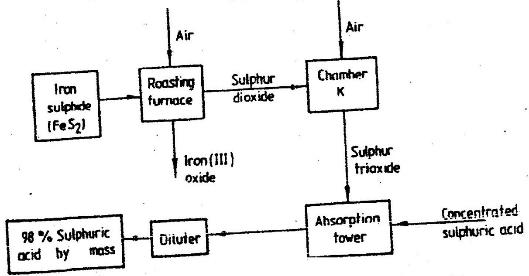 Air
Air
Iron
sulphide
(FeS2)
Roasting
furnace
Sulphur
dioxide
Chamber
K
Iron(III)
oxide
Sulphur
trioxide
98 % Sulphuric
acid by mass
Diluter
Absorption
tower
Concentrated
sulphuric acid